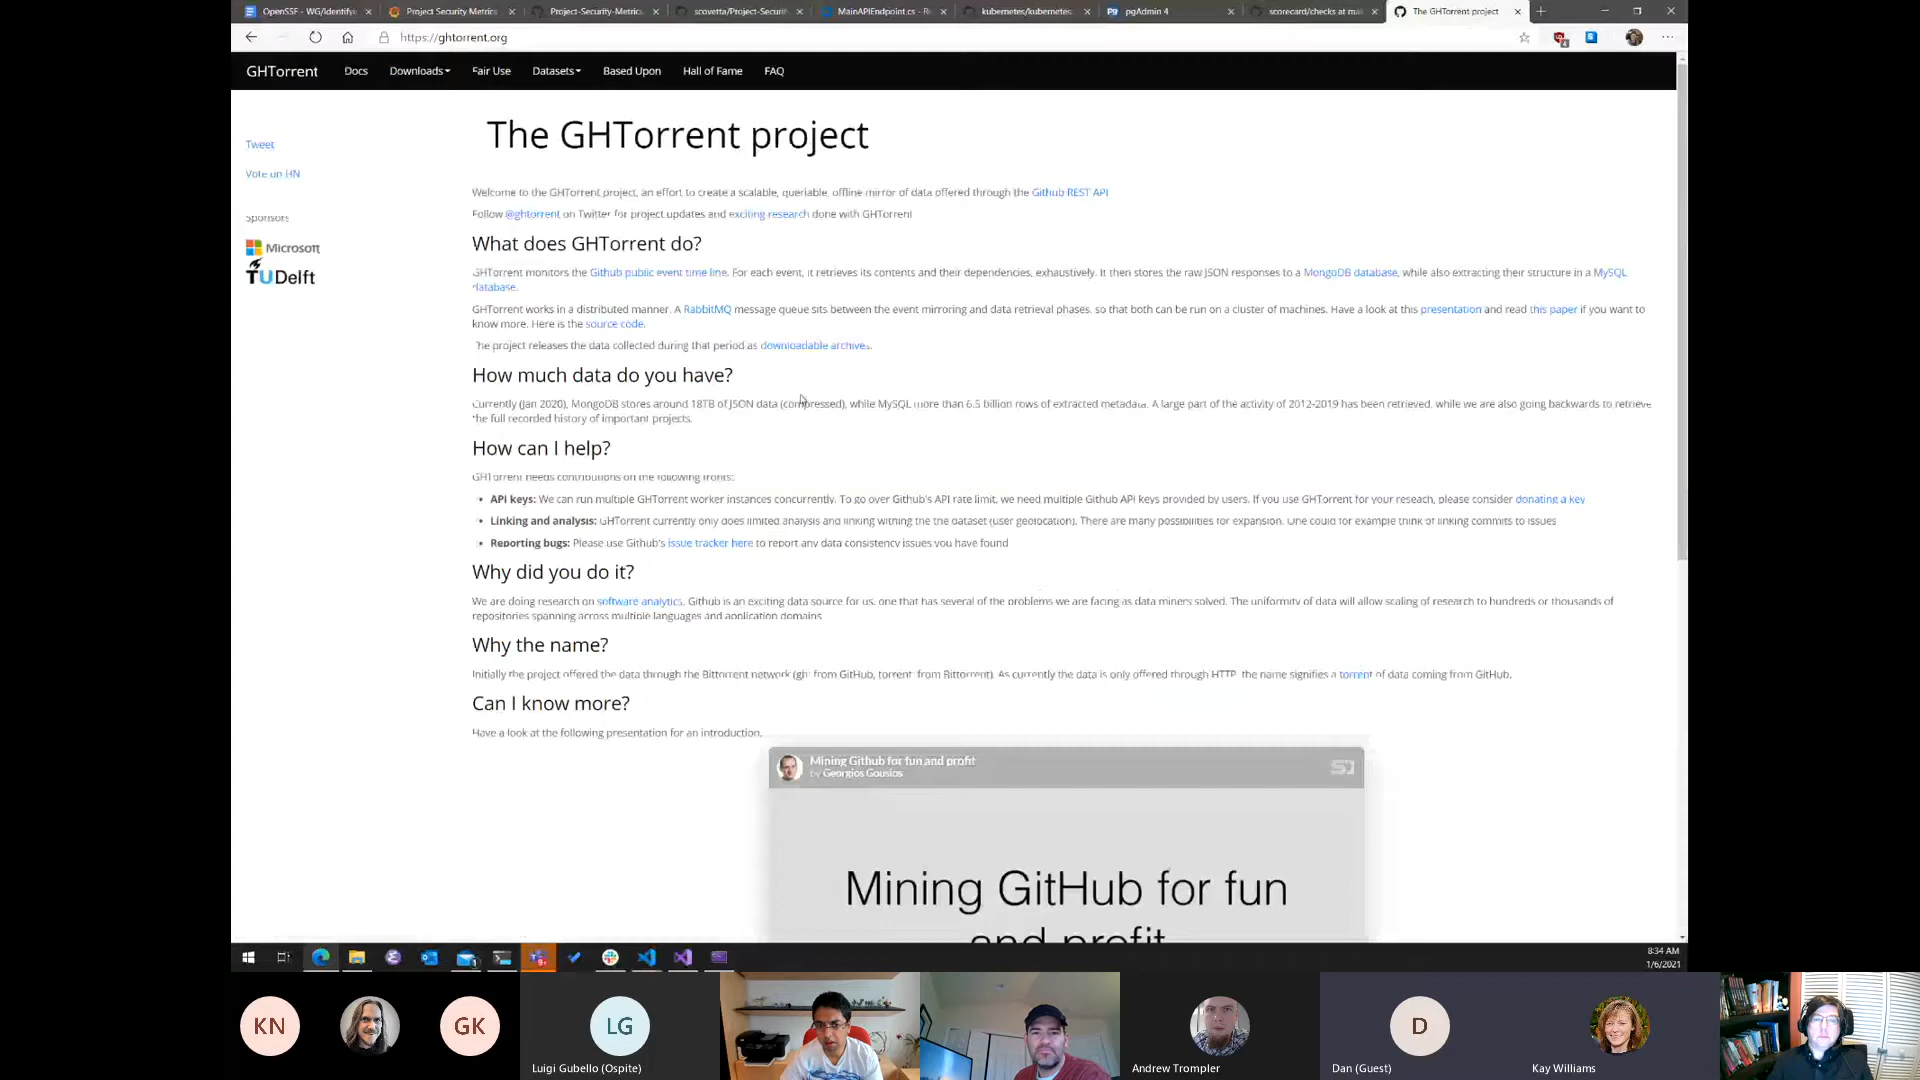 OpenSSF - WG/Identifyi
Project Security Metrics
Project-Security-Metrics
scovetta/Project-Securit
MainAPIEndpoint.cs - Re
kubernetes/kubernetes
pgAdmin 4
scorecard/checks at mai
The GHTorrent project
https://ghtorrent.org
GHTorrent
Docs
Downloads
Fair Use
Datasets
Based Upon
Hall of Fame
FAQ
The GHTorrent project
Tweet
Vote on HN
Sponsors
Microsoft
TUDelft
Welcome to the GHTorrent project, an effort to create a scalable, queriable, offline mirror of data offered through the Github REST API
Follow @ghtorrent on Twitter for project updates and exciting research done with GHTorrent
What does GHTorrent do?
GHTorrent monitors the Github public event time line. For each event, it retrieves its contents and their dependencies, exhaustively. It then stores the raw JSON responses to a MongoDB database, while also extracting their structure in a MySQL
database.
GHTorrent works in a distributed manner. A RabbitMQ message queue sits between the event mirroring and data retrieval phases, so that both can be run on a cluster of machines. Have a look at this presentation and read this paper if you want to
know more. Here is the source code.
The project releases the data collected during that period as downloadable archives.
How much data do you have?
Currently (Jan 2020), MongoDB stores around 18TB of JSON data (compressed), while MySQL more than 6.5 billion rows of extracted metadata. A large part of the activity of 2012-2019 has been retrieved, while we are also going backwards to retrieve
the full recorded history of important projects.
How can I help?
GHTorrent needs contributions on the following fronts:
API keys: We can run multiple GHTorrent worker instances concurrently. To go over Github's API rate limit, we need multiple Github API keys provided by users. If you use GHTorrent for your reseach, please consider donating a key
Linking and analysis: GHTorrent currently only does limited analysis and linking withing the the dataset (user geolocation). There are many possibilities for expansion. One could for example think of linking commits to issues
Reporting bugs: Please use Github's issue tracker here to report any data consistency issues you have found
Why did you do it?
We are doing research on software analytics. Github is an exciting data source for us, one that has several of the problems we are facing as data miners solved. The uniformity of data will allow scaling of research to hundreds or thousands of
repositories spanning across multiple languages and application domains
Why the name?
Initially the project offered the data through the Bittorrent network (gh: from GitHub, torrent: from Bittorrent). As currently the data is only offered through HTTP, the name signifies a torrent of data coming from GitHub.
Can I know more?
Have a look at the following presentation for an introduction.
Mining Github for fun and profit
by Georgios Gousios
Mining GitHub for fun
and profit
8:34 AM
1/6/2021
KN
GK
LG
Luigi Gubello (Ospite)
Andrew Trompler
D
Dan (Guest)
Kay Williams